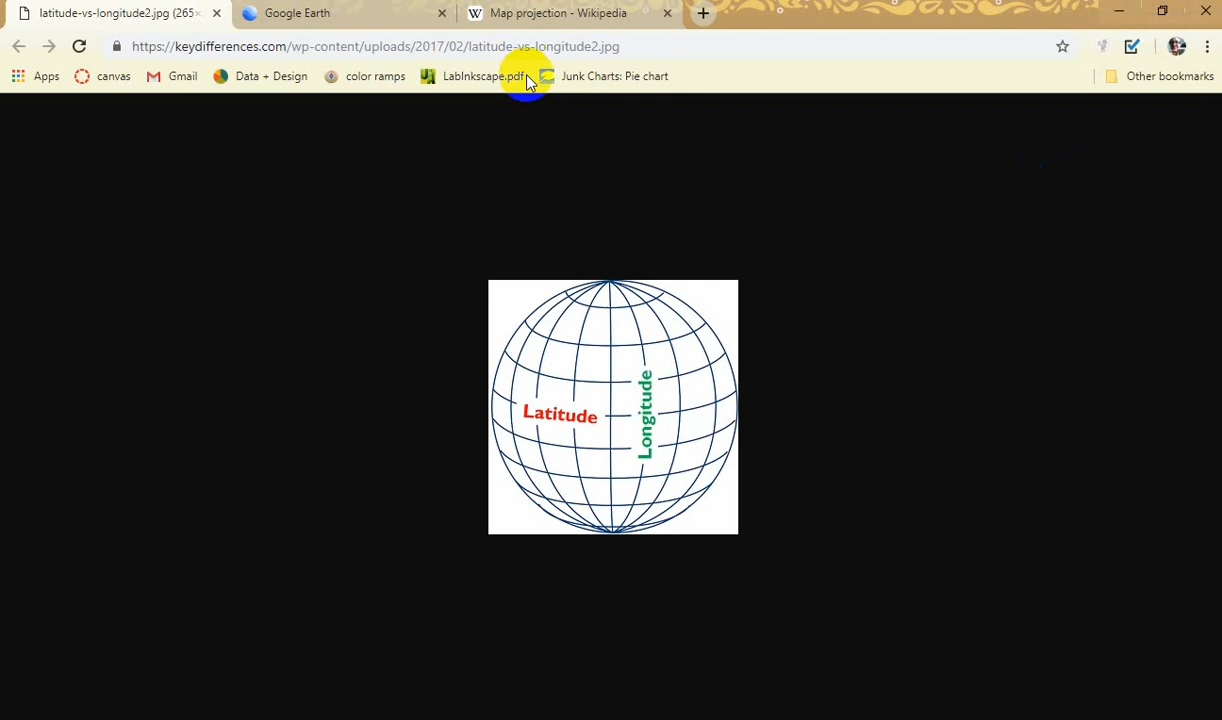 latitude-vs-longitude2.jpg (265×
Google Earth
Map projection - Wikipedia
https://keydifferences.com/wp-content/uploads/2017/02/latitude-vs-longitude2.jpg
Apps
canvas
Gmail
Data + Design
color ramps
LabInkscape.pdf
Junk Charts: Pie chart
Other bookmarks
Latitude
Longitude